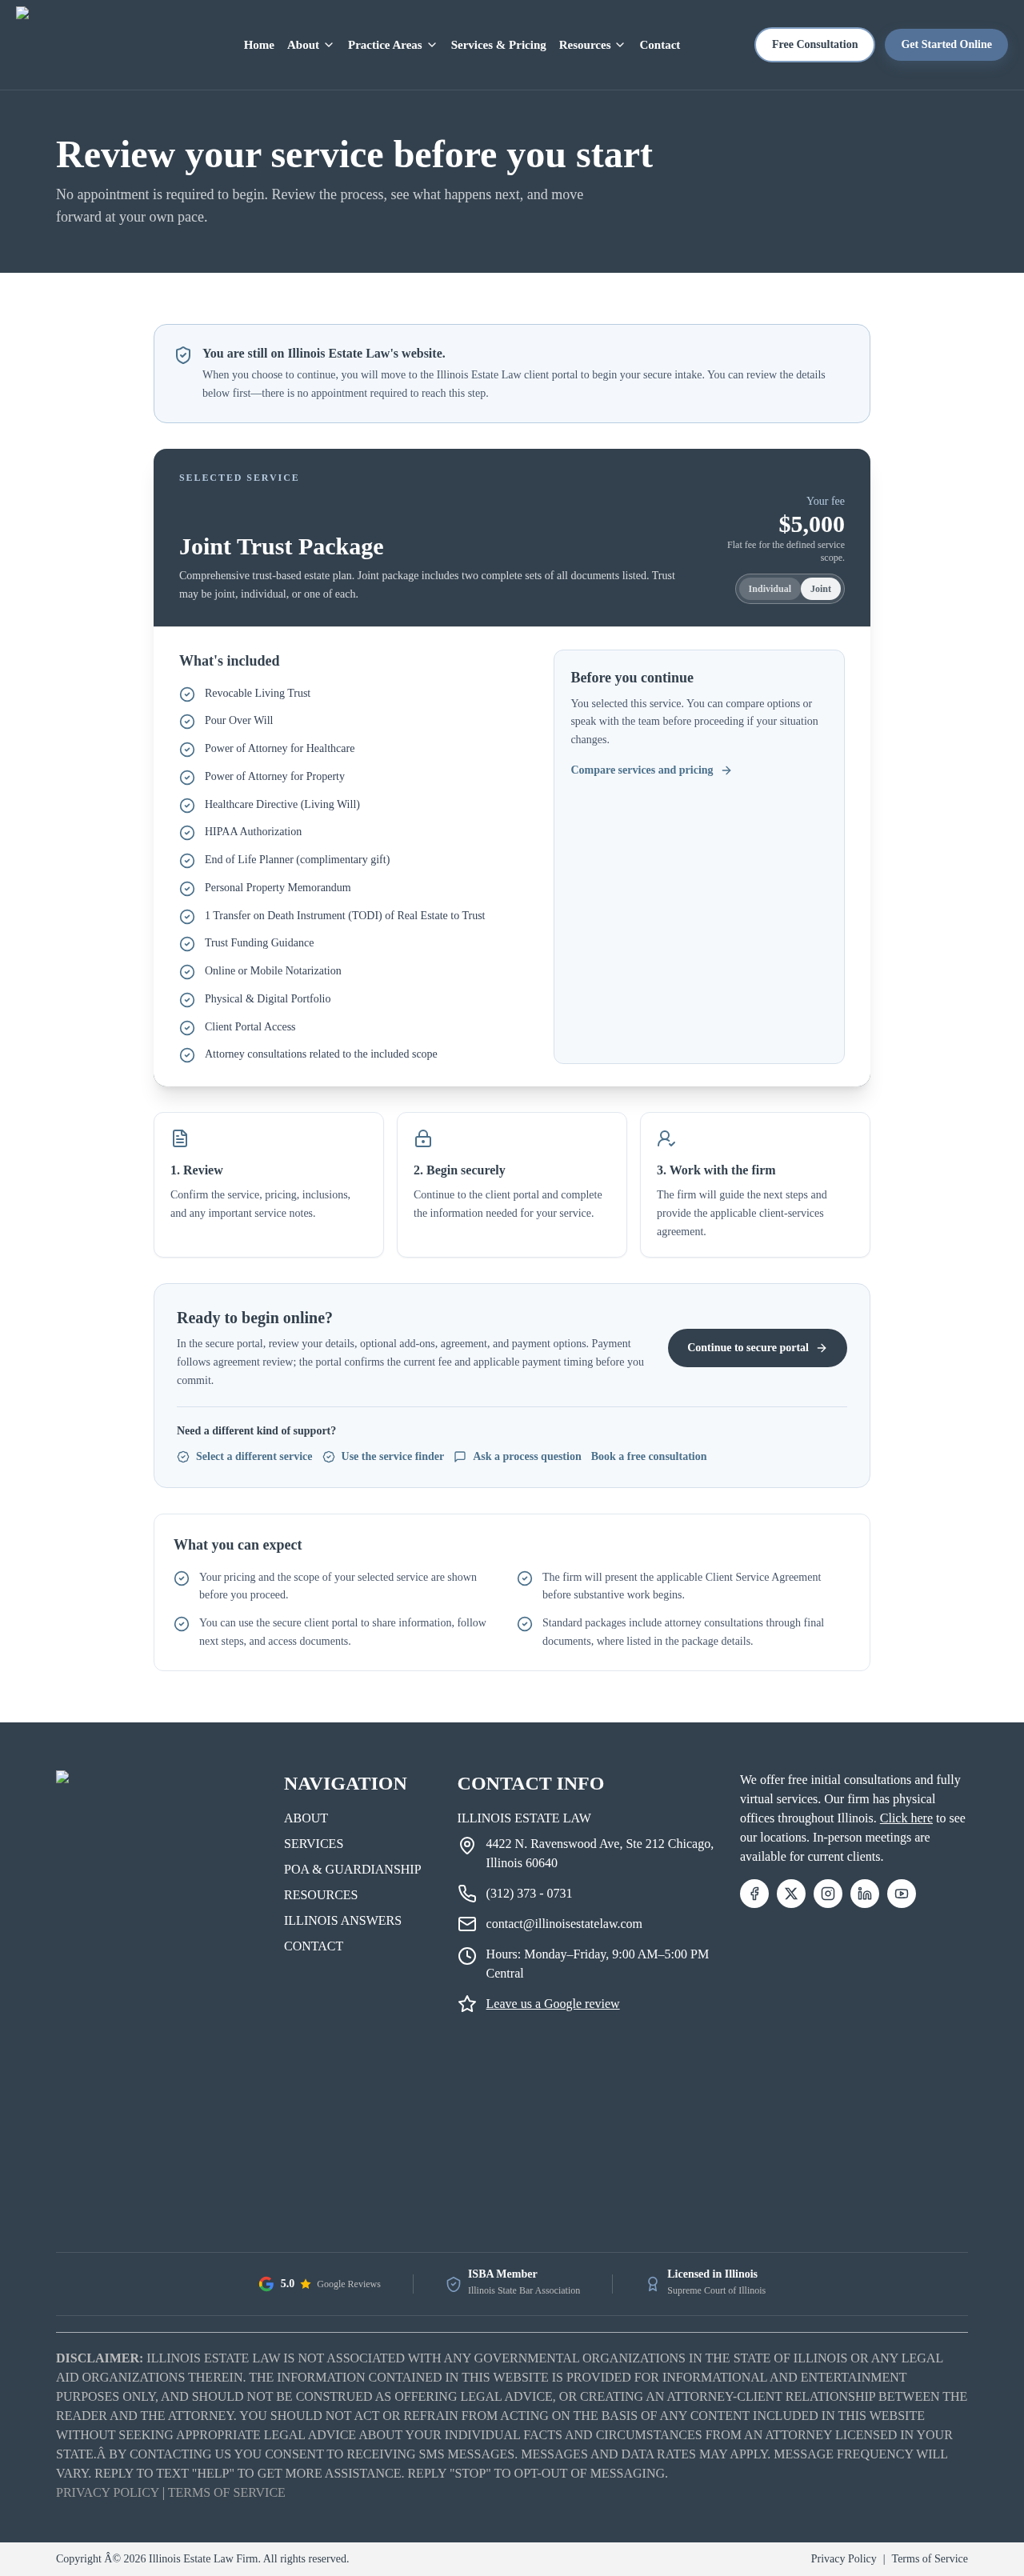 Home
About
Practice Areas
Services & Pricing
Resources
Contact
Free Consultation
Get Started Online
Review your service before you start
No appointment is required to begin. Review the process, see what happens next, and move
forward at your own pace.
You are still on Illinois Estate Law's website.
When you choose to continue, you will move to the Illinois Estate Law client portal to begin your secure intake. You can review the details
below first—there is no appointment required to reach this step.
SELECTED SERVICE
Joint Trust Package
Comprehensive trust-based estate plan. Joint package includes two complete sets of all documents listed. Trust
may be joint, individual, or one of each.
Your fee
$5,000
Flat fee for the defined service
scope.
Individual
Joint
What's included
Revocable Living Trust
Pour Over Will
Power of Attorney for Healthcare
Power of Attorney for Property
Healthcare Directive (Living Will)
HIPAA Authorization
End of Life Planner (complimentary gift)
Personal Property Memorandum
1 Transfer on Death Instrument (TODI) of Real Estate to Trust
Trust Funding Guidance
Online or Mobile Notarization
Physical & Digital Portfolio
Client Portal Access
Attorney consultations related to the included scope
Before you continue
You selected this service. You can compare options or
speak with the team before proceeding if your situation
changes.
Compare services and pricing
1. Review
Confirm the service, pricing, inclusions,
and any important service notes.
2. Begin securely
Continue to the client portal and complete
the information needed for your service.
3. Work with the firm
The firm will guide the next steps and
provide the applicable client-services
agreement.
Ready to begin online?
In the secure portal, review your details, optional add-ons, agreement, and payment options. Payment
follows agreement review; the portal confirms the current fee and applicable payment timing before you
commit.
Continue to secure portal
Need a different kind of support?
Select a different service
Use the service finder
Ask a process question
Book a free consultation
What you can expect
Your pricing and the scope of your selected service are shown
before you proceed.
The firm will present the applicable Client Service Agreement
before substantive work begins.
You can use the secure client portal to share information, follow
next steps, and access documents.
Standard packages include attorney consultations through final
documents, where listed in the package details.
NAVIGATION
ABOUT
SERVICES
POA & GUARDIANSHIP
RESOURCES
ILLINOIS ANSWERS
CONTACT
CONTACT INFO
ILLINOIS ESTATE LAW
4422 N. Ravenswood Ave, Ste 212 Chicago,
Illinois 60640
(312) 373 - 0731
contact@illinoisestatelaw.com
Hours: Monday–Friday, 9:00 AM–5:00 PM
Central
Leave us a Google review
We offer free initial consultations and fully
virtual services. Our firm has physical
offices throughout Illinois. Click here to see
our locations. In-person meetings are
available for current clients.
5.0
Google Reviews
ISBA Member
Illinois State Bar Association
Licensed in Illinois
Supreme Court of Illinois
DISCLAIMER: ILLINOIS ESTATE LAW IS NOT ASSOCIATED WITH ANY GOVERNMENTAL ORGANIZATIONS IN THE STATE OF ILLINOIS OR ANY LEGAL
AID ORGANIZATIONS THEREIN. THE INFORMATION CONTAINED IN THIS WEBSITE IS PROVIDED FOR INFORMATIONAL AND ENTERTAINMENT
PURPOSES ONLY, AND SHOULD NOT BE CONSTRUED AS OFFERING LEGAL ADVICE, OR CREATING AN ATTORNEY-CLIENT RELATIONSHIP BETWEEN THE
READER AND THE ATTORNEY. YOU SHOULD NOT ACT OR REFRAIN FROM ACTING ON THE BASIS OF ANY CONTENT INCLUDED IN THIS WEBSITE
WITHOUT SEEKING APPROPRIATE LEGAL ADVICE ABOUT YOUR INDIVIDUAL FACTS AND CIRCUMSTANCES FROM AN ATTORNEY LICENSED IN YOUR
STATE.Â BY CONTACTING US YOU CONSENT TO RECEIVING SMS MESSAGES. MESSAGES AND DATA RATES MAY APPLY. MESSAGE FREQUENCY WILL
VARY. REPLY TO TEXT "HELP" TO GET MORE ASSISTANCE. REPLY "STOP" TO OPT-OUT OF MESSAGING.
PRIVACY POLICY | TERMS OF SERVICE
Copyright Â© 2026 Illinois Estate Law Firm. All rights reserved.
Privacy Policy | Terms of Service